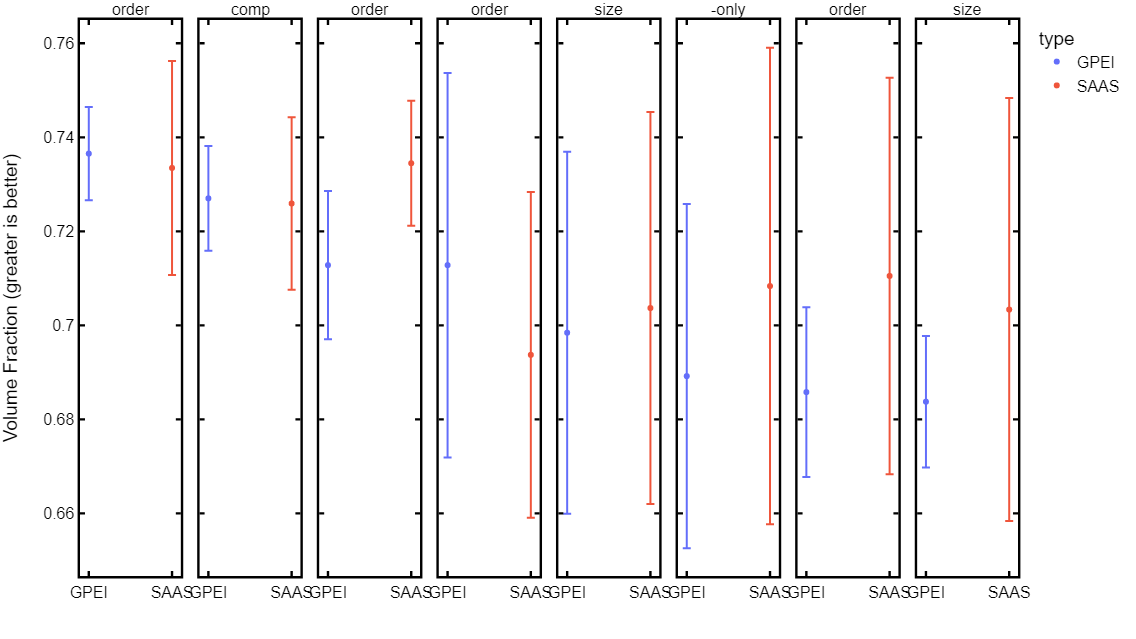 order comp order order size -only order size
type
GPEI
SAAS
Volume Fraction (greater is better)
0.76
0.74
0.72
0.7
0.68
0.66
GPEI SAAS GPEI SAAS GPEI SAAS GPEI SAAS GPEI SAAS GPEI SAAS GPEI SAAS GPEI SAAS